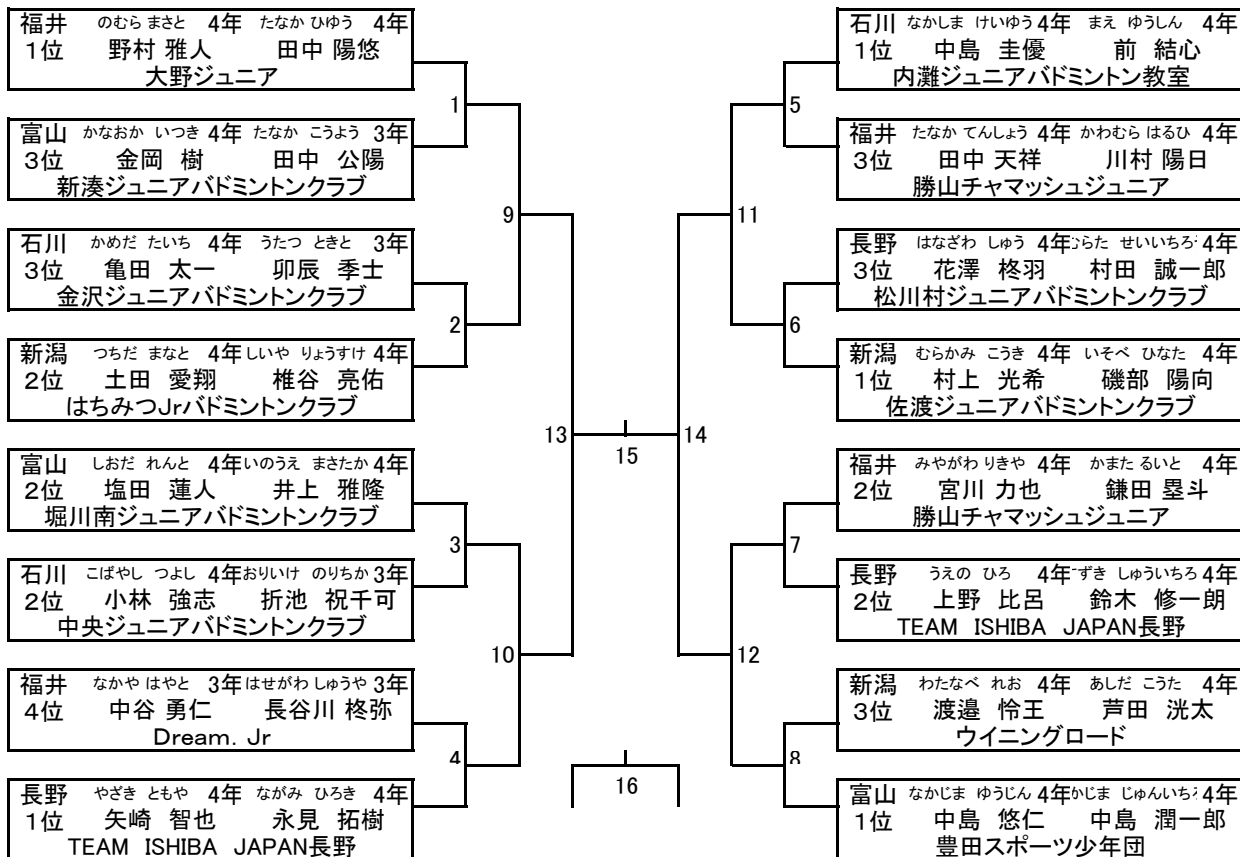 福井 のむら まさと 4年 たなか ひゆう 4年
1位 野村 雅人 田中 陽悠
大野ジュニア
1
富山 かなおか いつき 4年 たなか こうよう 3年
3位 金岡 樹 田中 公陽
新湊ジュニアバドミントンクラブ
9
石川 かめだ たいち 4年 うたつ ときと 3年
3位 亀田 太一 卯辰 季士
金沢ジュニアバドミントンクラブ
2
新潟 つちだ まなと 4年 しいや りょうすけ 4年
2位 土田 愛翔 椎谷 亮佑
はちみつJrバドミントンクラブ
13
富山 しおだ れんと 4年 いのうえ まさたか 4年
2位 塩田 蓮人 井上 雅隆
堀川南ジュニアバドミントンクラブ
3
石川 こばやし つよし 4年 おりいけ のりちか 3年
2位 小林 強志 折池 祝千可
中央ジュニアバドミントンクラブ
10
福井 なかや はやと 3年 はせがわ しゅうや 3年
4位 中谷 勇仁 長谷川 柊弥
Dream. Jr
4
長野 やざき ともや 4年 ながみ ひろき 4年
1位 矢崎 智也 永見 拓樹
TEAM ISHIBA JAPAN長野
15
16
石川 なかしま けいゆう 4年 まえ ゆうしん 4年
1位 中島 圭優 前 結心
内灘ジュニアバドミントン教室
5
福井 たなか てんしょう 4年 かわむら はるひ 4年
3位 田中 天祥 川村 陽日
勝山チャマッシュジュニア
11
長野 はなざわ しゅう 4年 らた せいいちろ 4年
3位 花澤 柊羽 村田 誠一郎
松川村ジュニアバドミントンクラブ
6
新潟 むらかみ こうき 4年 いそべ ひなた 4年
1位 村上 光希 磯部 陽向
佐渡ジュニアバドミントンクラブ
14
福井 みやがわ りきや 4年 かまた るいと 4年
2位 宮川 力也 鎌田 塁斗
勝山チャマッシュジュニア
7
長野 うえの ひろ 4年 ずき しゅういちろ 4年
2位 上野 比呂 鈴木 修一朗
TEAM ISHIBA JAPAN長野
12
新潟 わたなべ れお 4年 あしだ こうた 4年
3位 渡邉 怜王 芦田 洸太
ウイニングロード
8
富山 なかじま ゆうじん 4年 かじま じゅんいち 4年
1位 中島 悠仁 中島 潤一郎
豊田スポーツ少年団